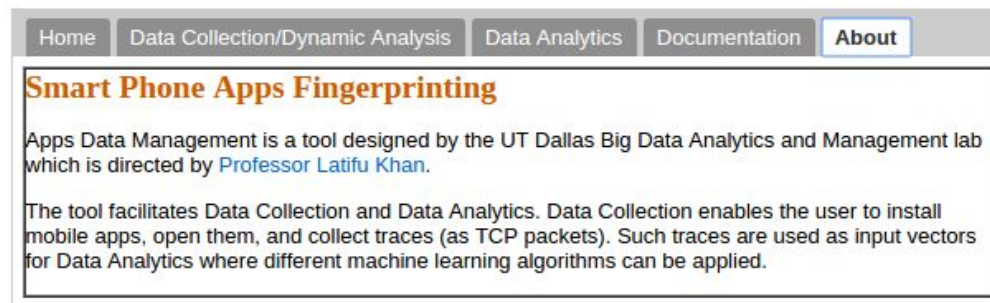 Home Data Collection/Dynamic Analysis Data Analytics Documentation About
Smart Phone Apps Fingerprinting
Apps Data Management is a tool designed by the UT Dallas Big Data Analytics and Management lab
which is directed by Professor Latifu Khan.
The tool facilitates Data Collection and Data Analytics. Data Collection enables the user to install
mobile apps, open them, and collect traces (as TCP packets). Such traces are used as input vectors
for Data Analytics where different machine learning algorithms can be applied.